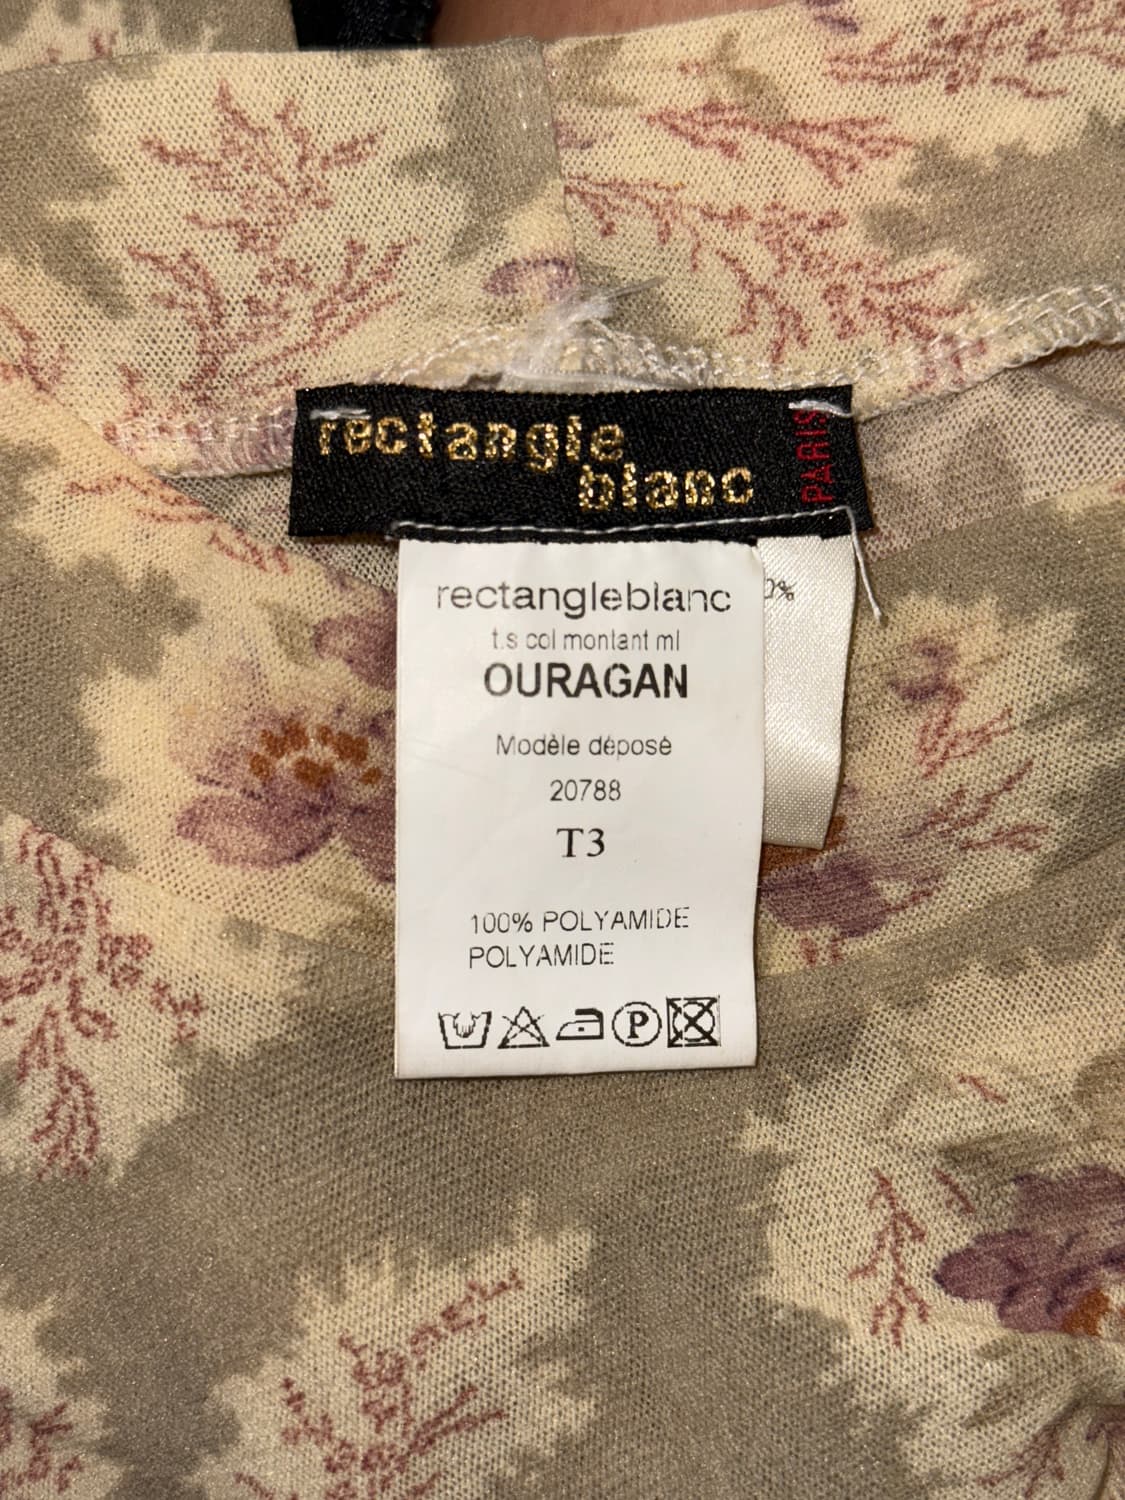 rectangle
blanc
PARIS
rectangleblanc
t.s col montant ml
OURAGAN
Modèle déposé
20788
T3
100% POLYAMIDE
POLYAMIDE
P